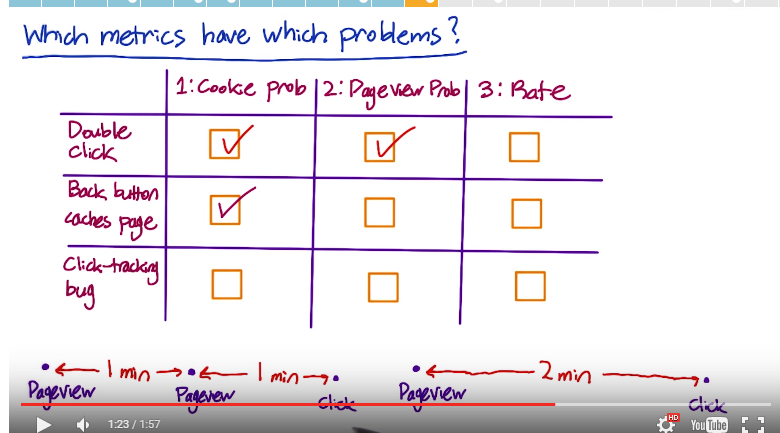 Which metrics have which problems?
1: Cookie prob 2: Pageview Prob 3: Rate
Double
click
Back button
caches page
Click-tracking
bug
1 min 1 min 2 min
Pageview Pageview Click Pageview Click
1:23 / 1:57 HD YouTube